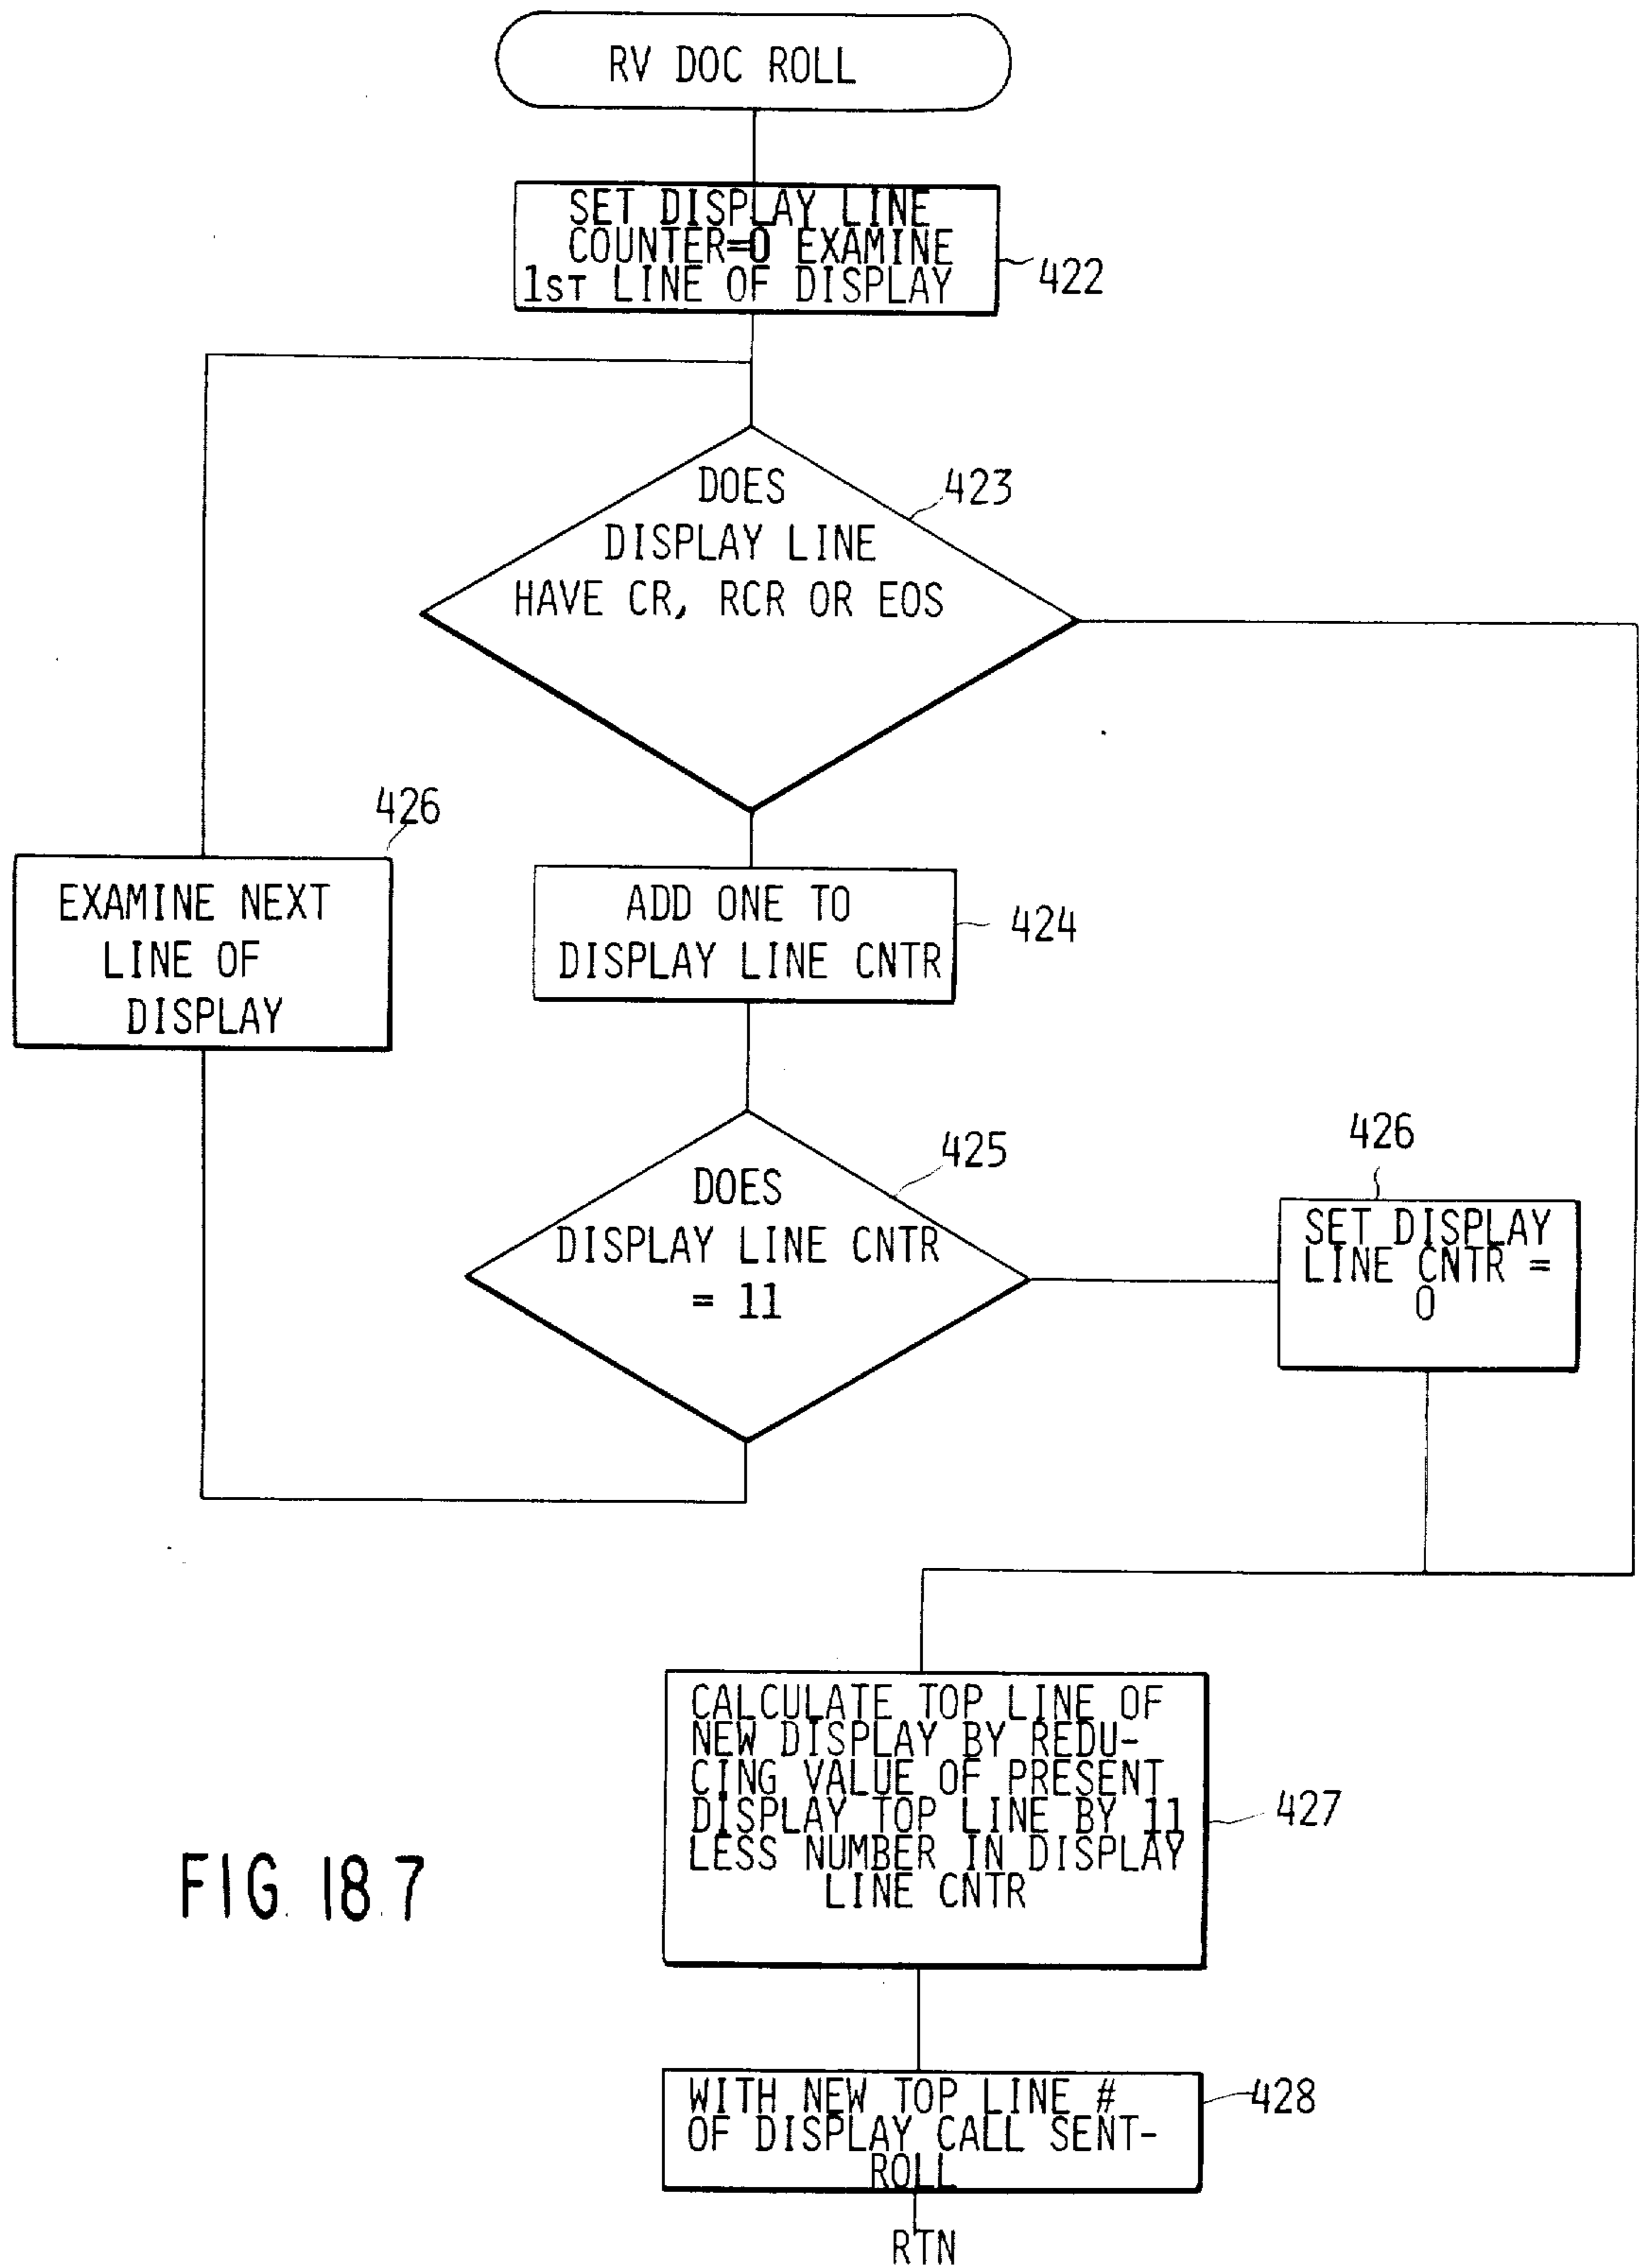 RV DOC ROLL
SET DISPLAY LINE
COUNTER=0 EXAMINE
1ST LINE OF DISPLAY
422
DOES
DISPLAY LINE
HAVE CR, RCR OR EOS
423
426
EXAMINE NEXT
LINE OF
DISPLAY
ADD ONE TO
DISPLAY LINE CNTR
424
DOES
DISPLAY LINE CNTR
= 11
425
426
SET DISPLAY
LINE CNTR =
0
CALCULATE TOP LINE OF
NEW DISPLAY BY REDU-
CING VALUE OF PRESENT
DISPLAY TOP LINE BY 11
LESS NUMBER IN DISPLAY
LINE CNTR
427
FIG. 18.7
WITH NEW TOP LINE #
OF DISPLAY CALL SENT-
ROLL
428
RTN